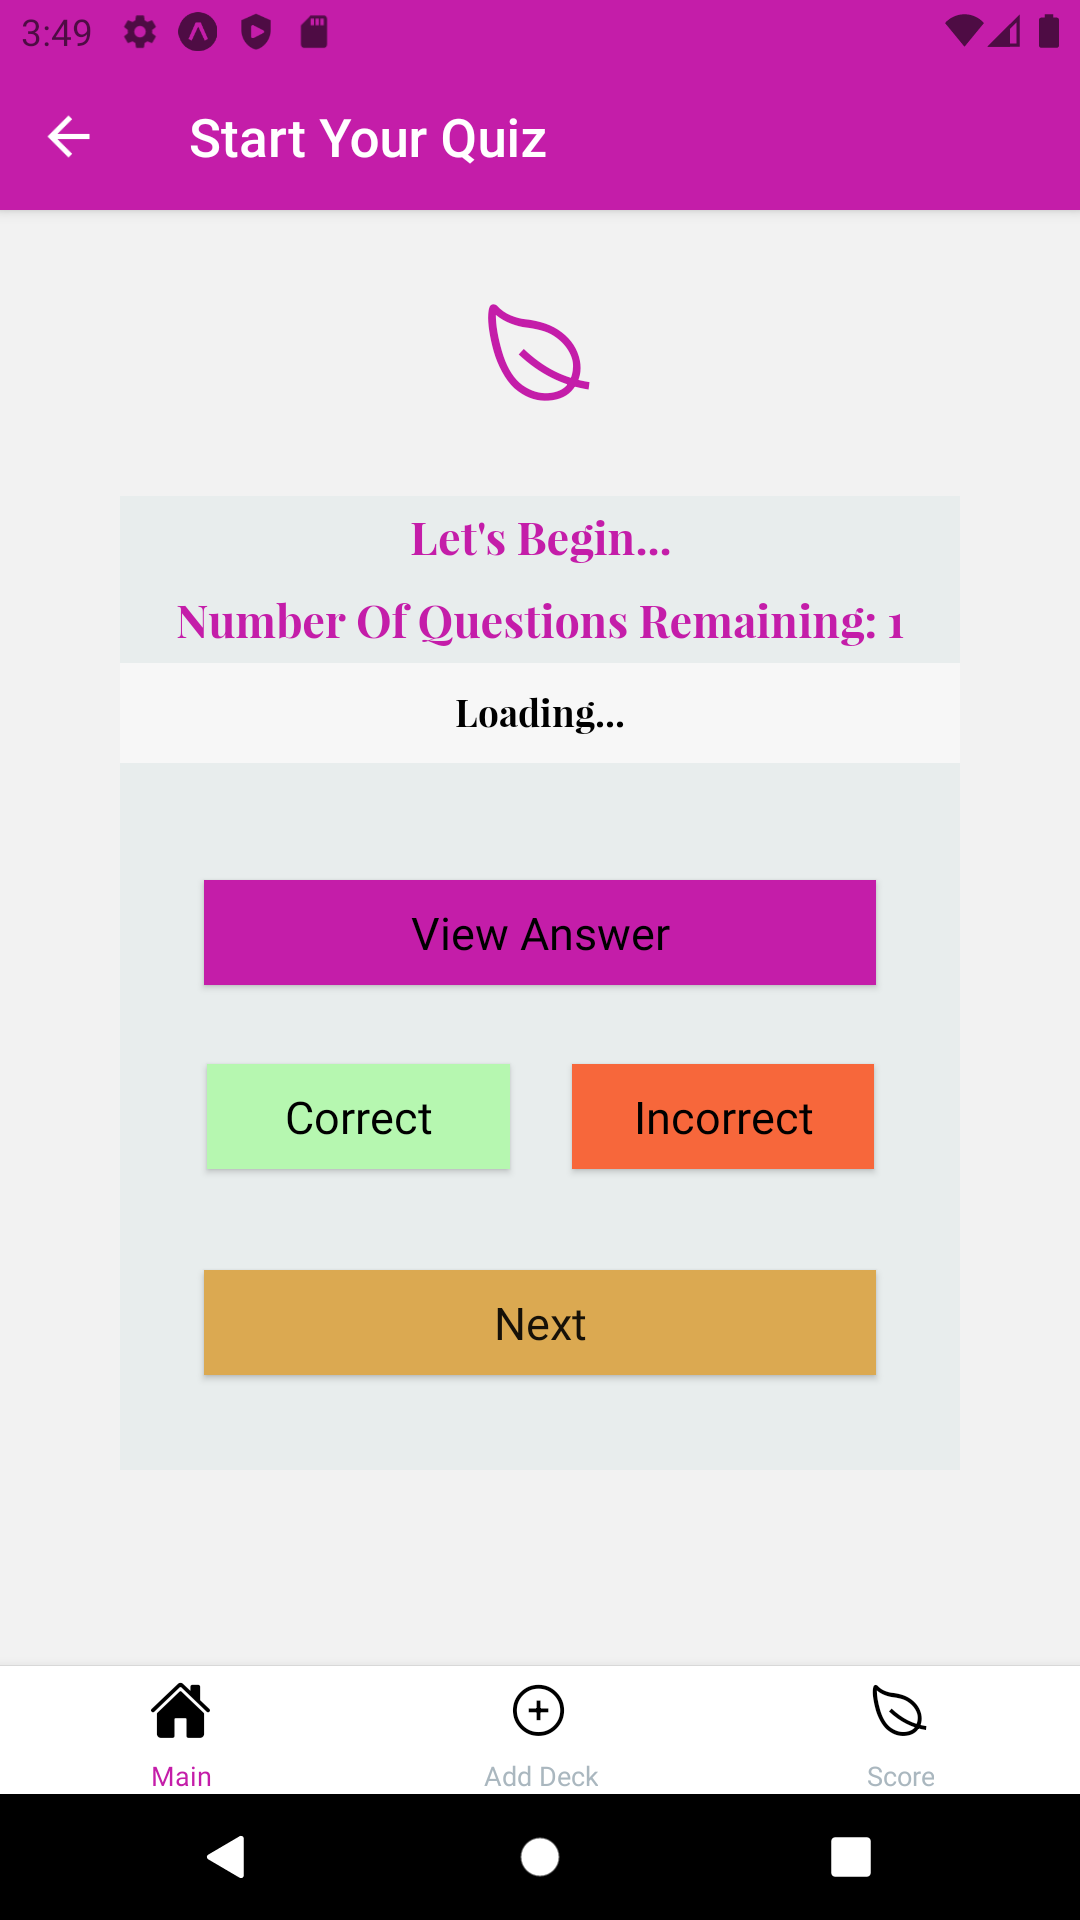 3:49
Start Your Quiz
Let's Begin...
Number Of Questions Remaining: 1
Loading...
View Answer
Correct Incorrect
Next
Main Add Deck Score